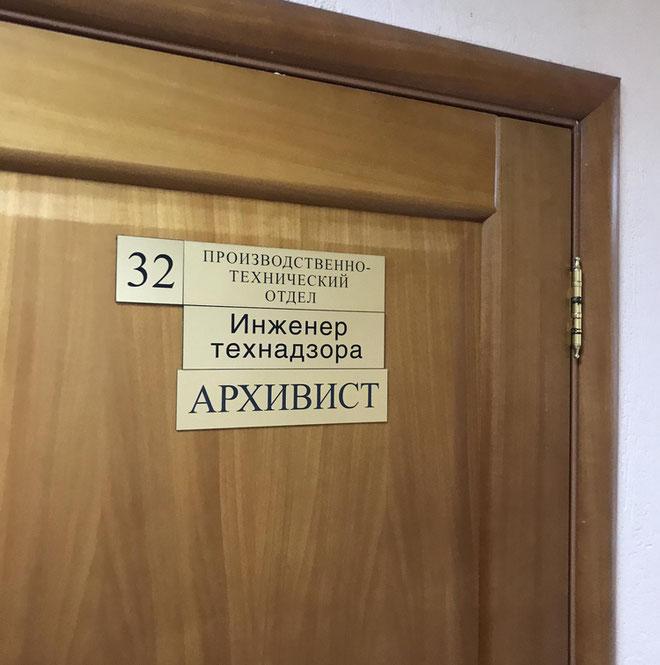 32
ПРОИЗВОДСТВЕННО-
ТЕХНИЧЕСКИЙ
ОТДЕЛ
Инженер
технадзора
АРХИВИСТ